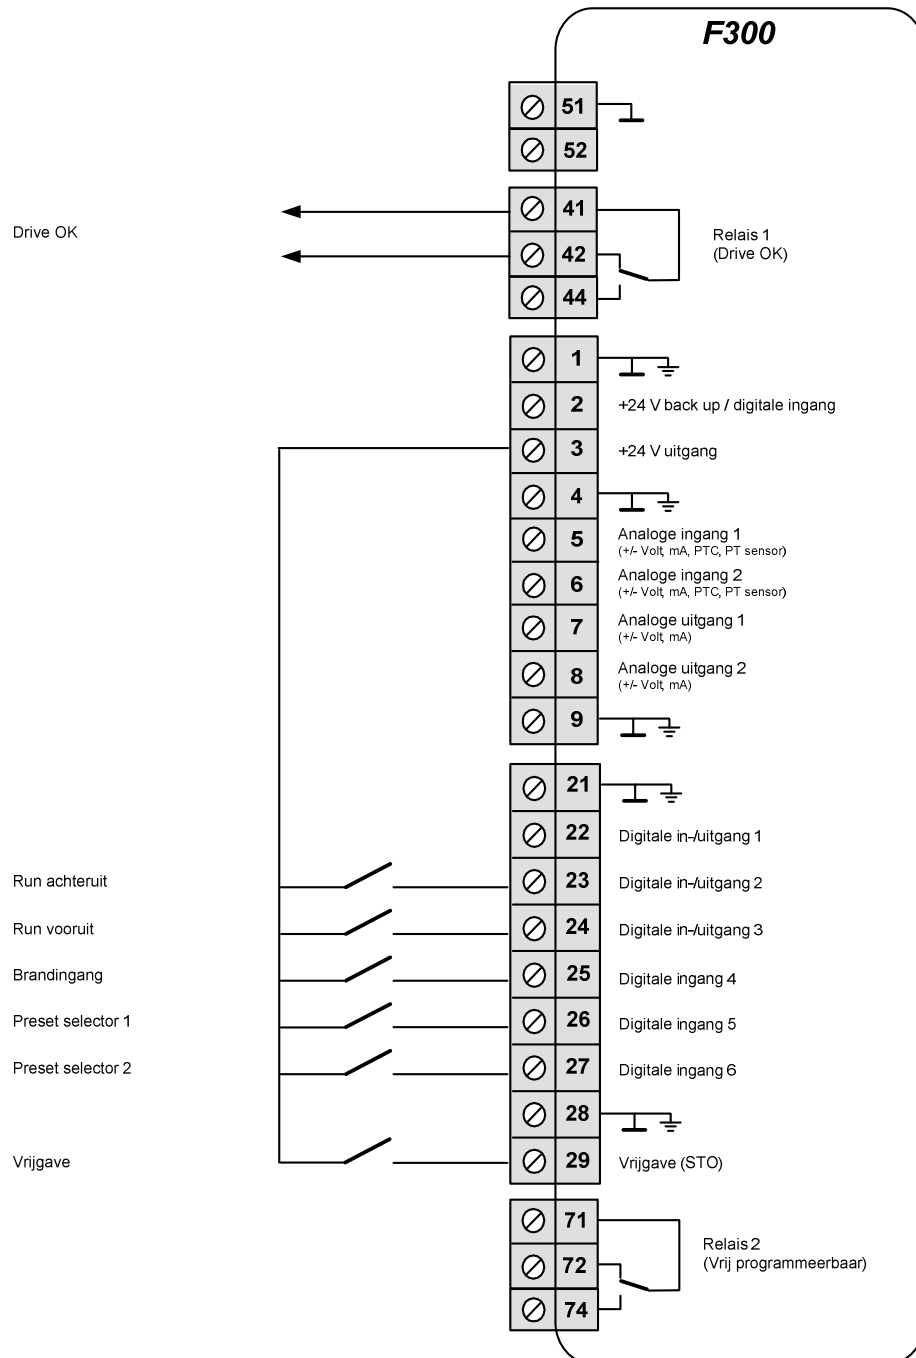 F300
51
52
41
Drive OK
42
Relais 1
(Drive OK)
44
1
2 +24 V back up / digitale ingang
3 +24 V uitgang
4
5 Analoge ingang 1
(+/- Volt, mA, PTC, PT sensor)
6 Analoge ingang 2
(+/- Volt, mA, PTC, PT sensor)
7 Analoge uitgang 1
(+/- Volt, mA)
8 Analoge uitgang 2
(+/- Volt, mA)
9
21
22 Digitale in-/uitgang 1
Run achteruit 23 Digitale in-/uitgang 2
Run vooruit 24 Digitale in-/uitgang 3
Brandingang 25 Digitale ingang 4
Preset selector 1 26 Digitale ingang 5
Preset selector 2 27 Digitale ingang 6
28
Vrijgave 29 Vrijgave (STO)
71
72
Relais 2
(Vrij programmeerbaar)
74